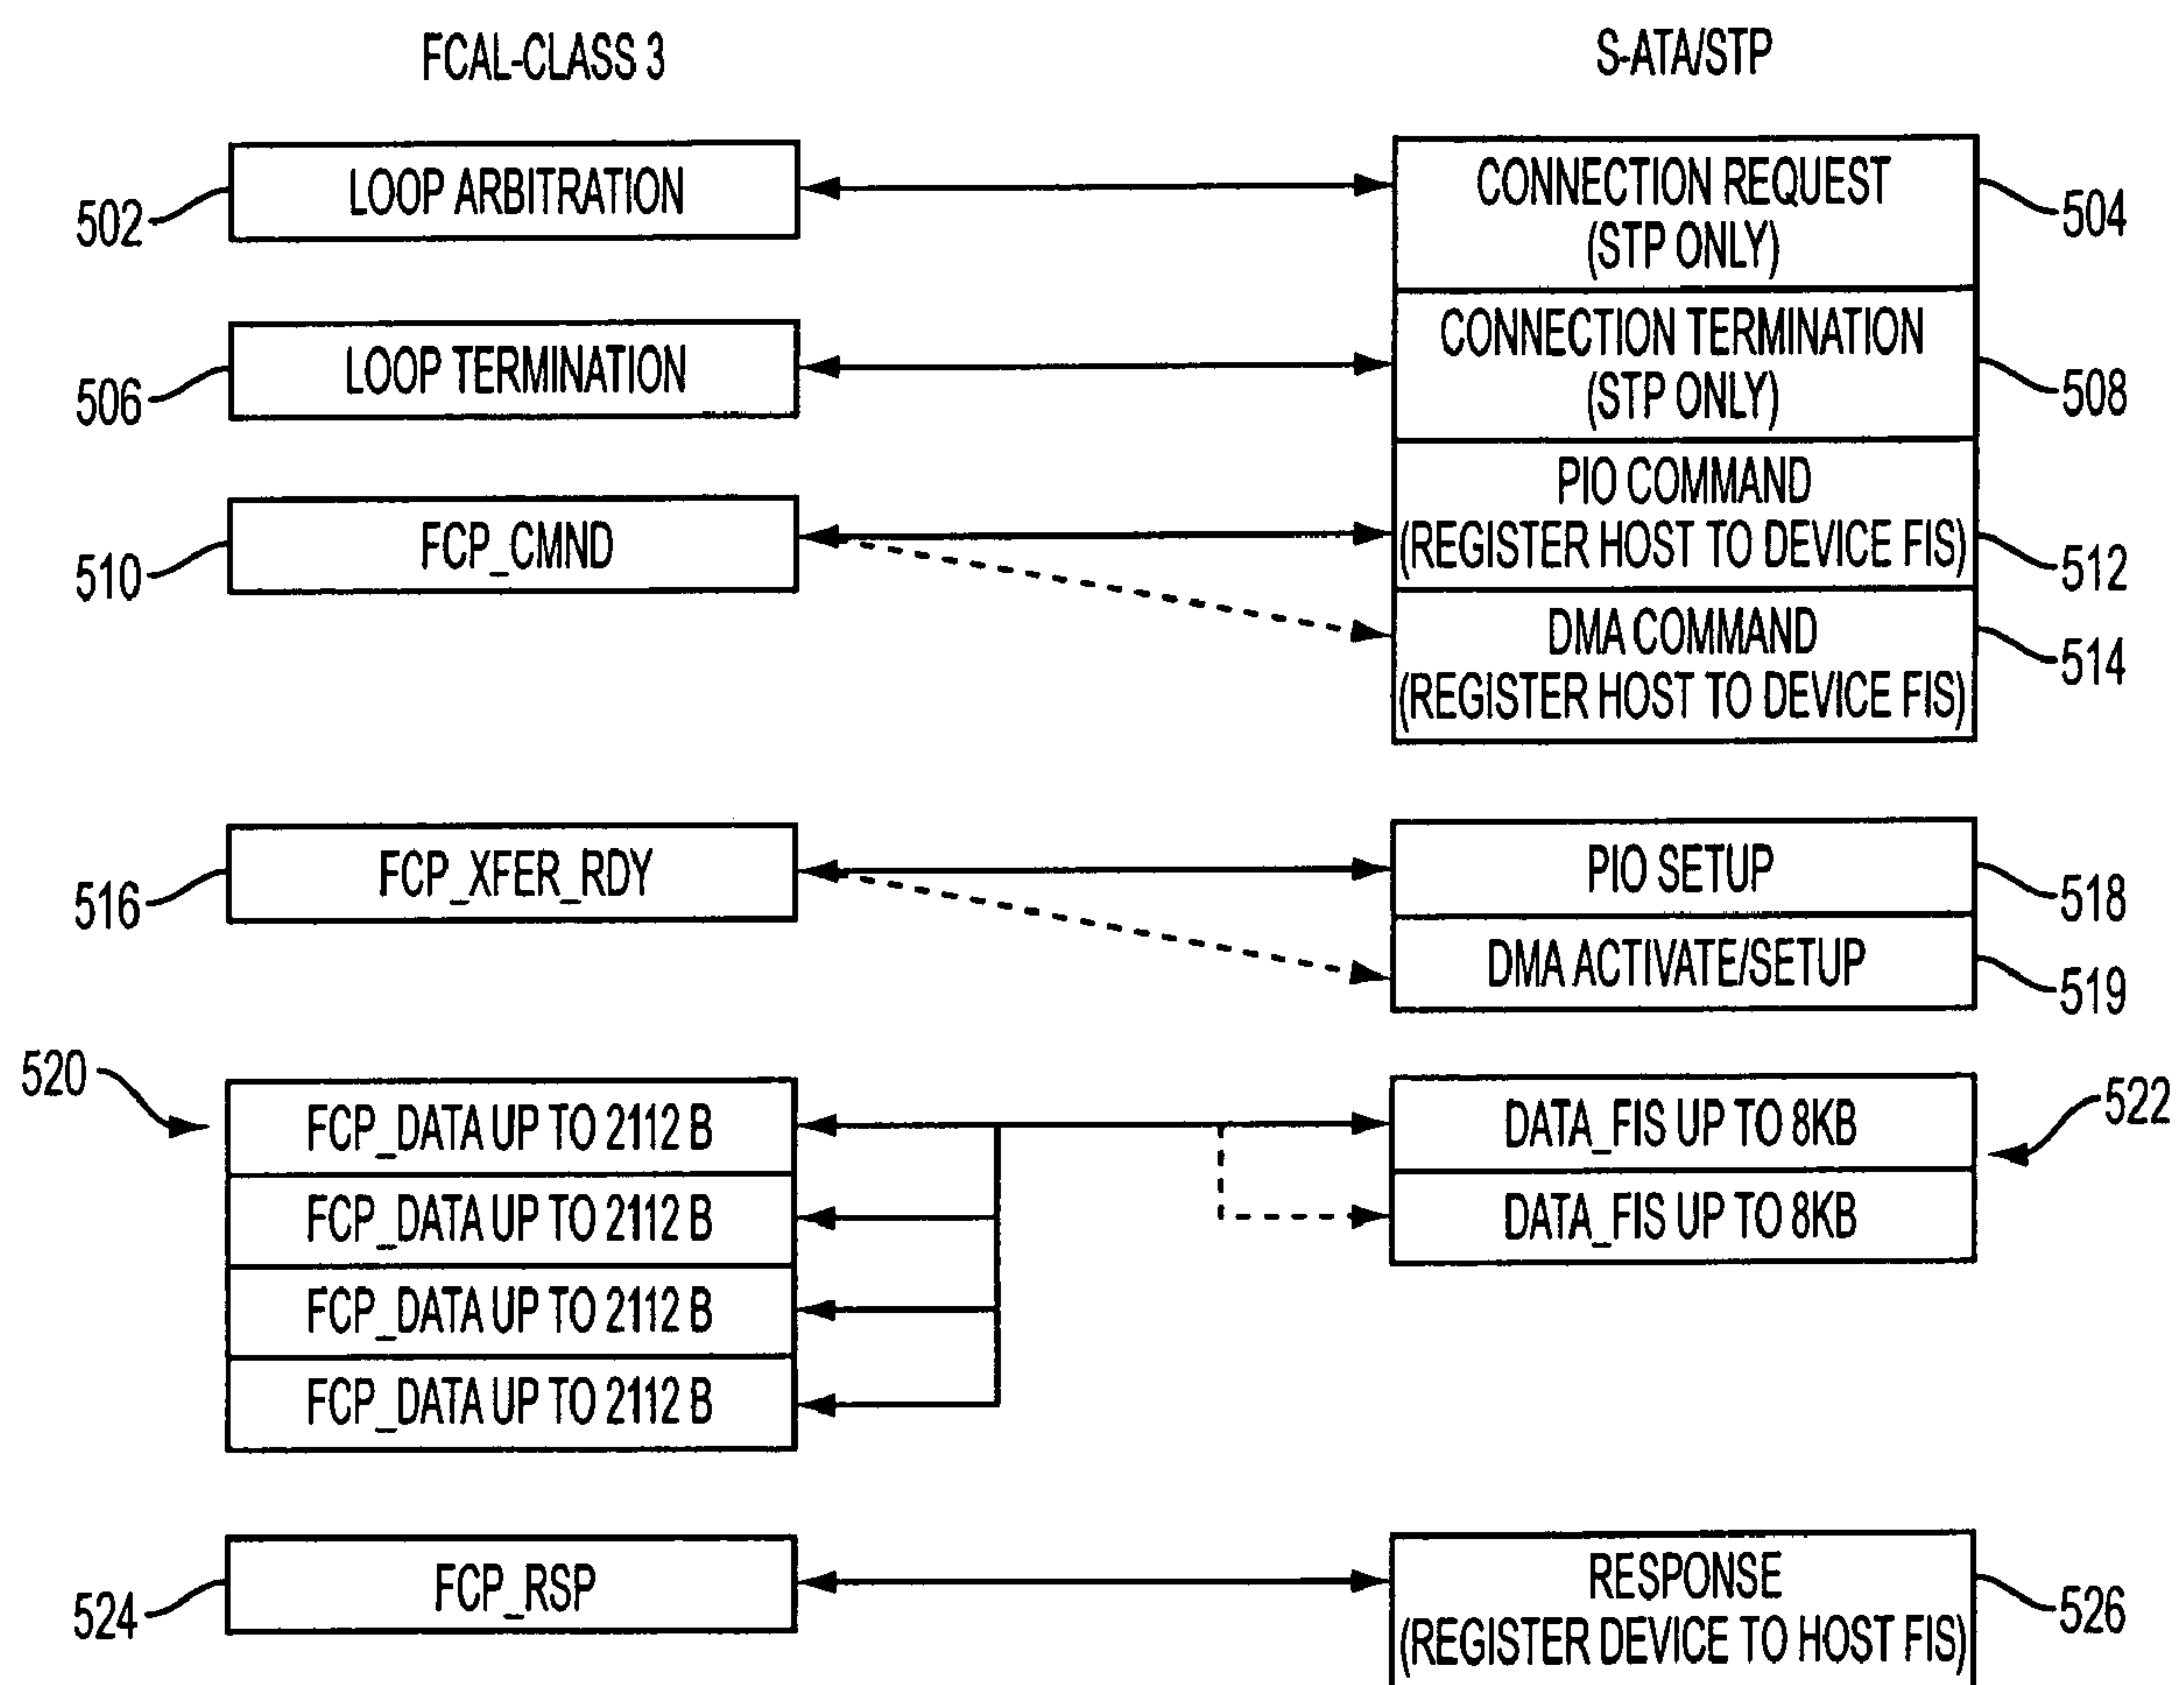 FCAL-CLASS 3
S-ATA/STP
502
LOOP ARBITRATION
CONNECTION REQUEST
(STP ONLY)
504
506
LOOP TERMINATION
CONNECTION TERMINATION
(STP ONLY)
508
510
FCP_CMND
PIO COMMAND
(REGISTER HOST TO DEVICE FIS)
512
DMA COMMAND
(REGISTER HOST TO DEVICE FIS)
514
516
FCP_XFER_RDY
PIO SETUP
518
DMA ACTIVATE/SETUP
519
520
FCP_DATA UP TO 2112 B
FCP_DATA UP TO 2112 B
FCP_DATA UP TO 2112 B
FCP_DATA UP TO 2112 B
DATA_FIS UP TO 8KB
DATA_FIS UP TO 8KB
522
524
FCP_RSP
RESPONSE
(REGISTER DEVICE TO HOST FIS)
526